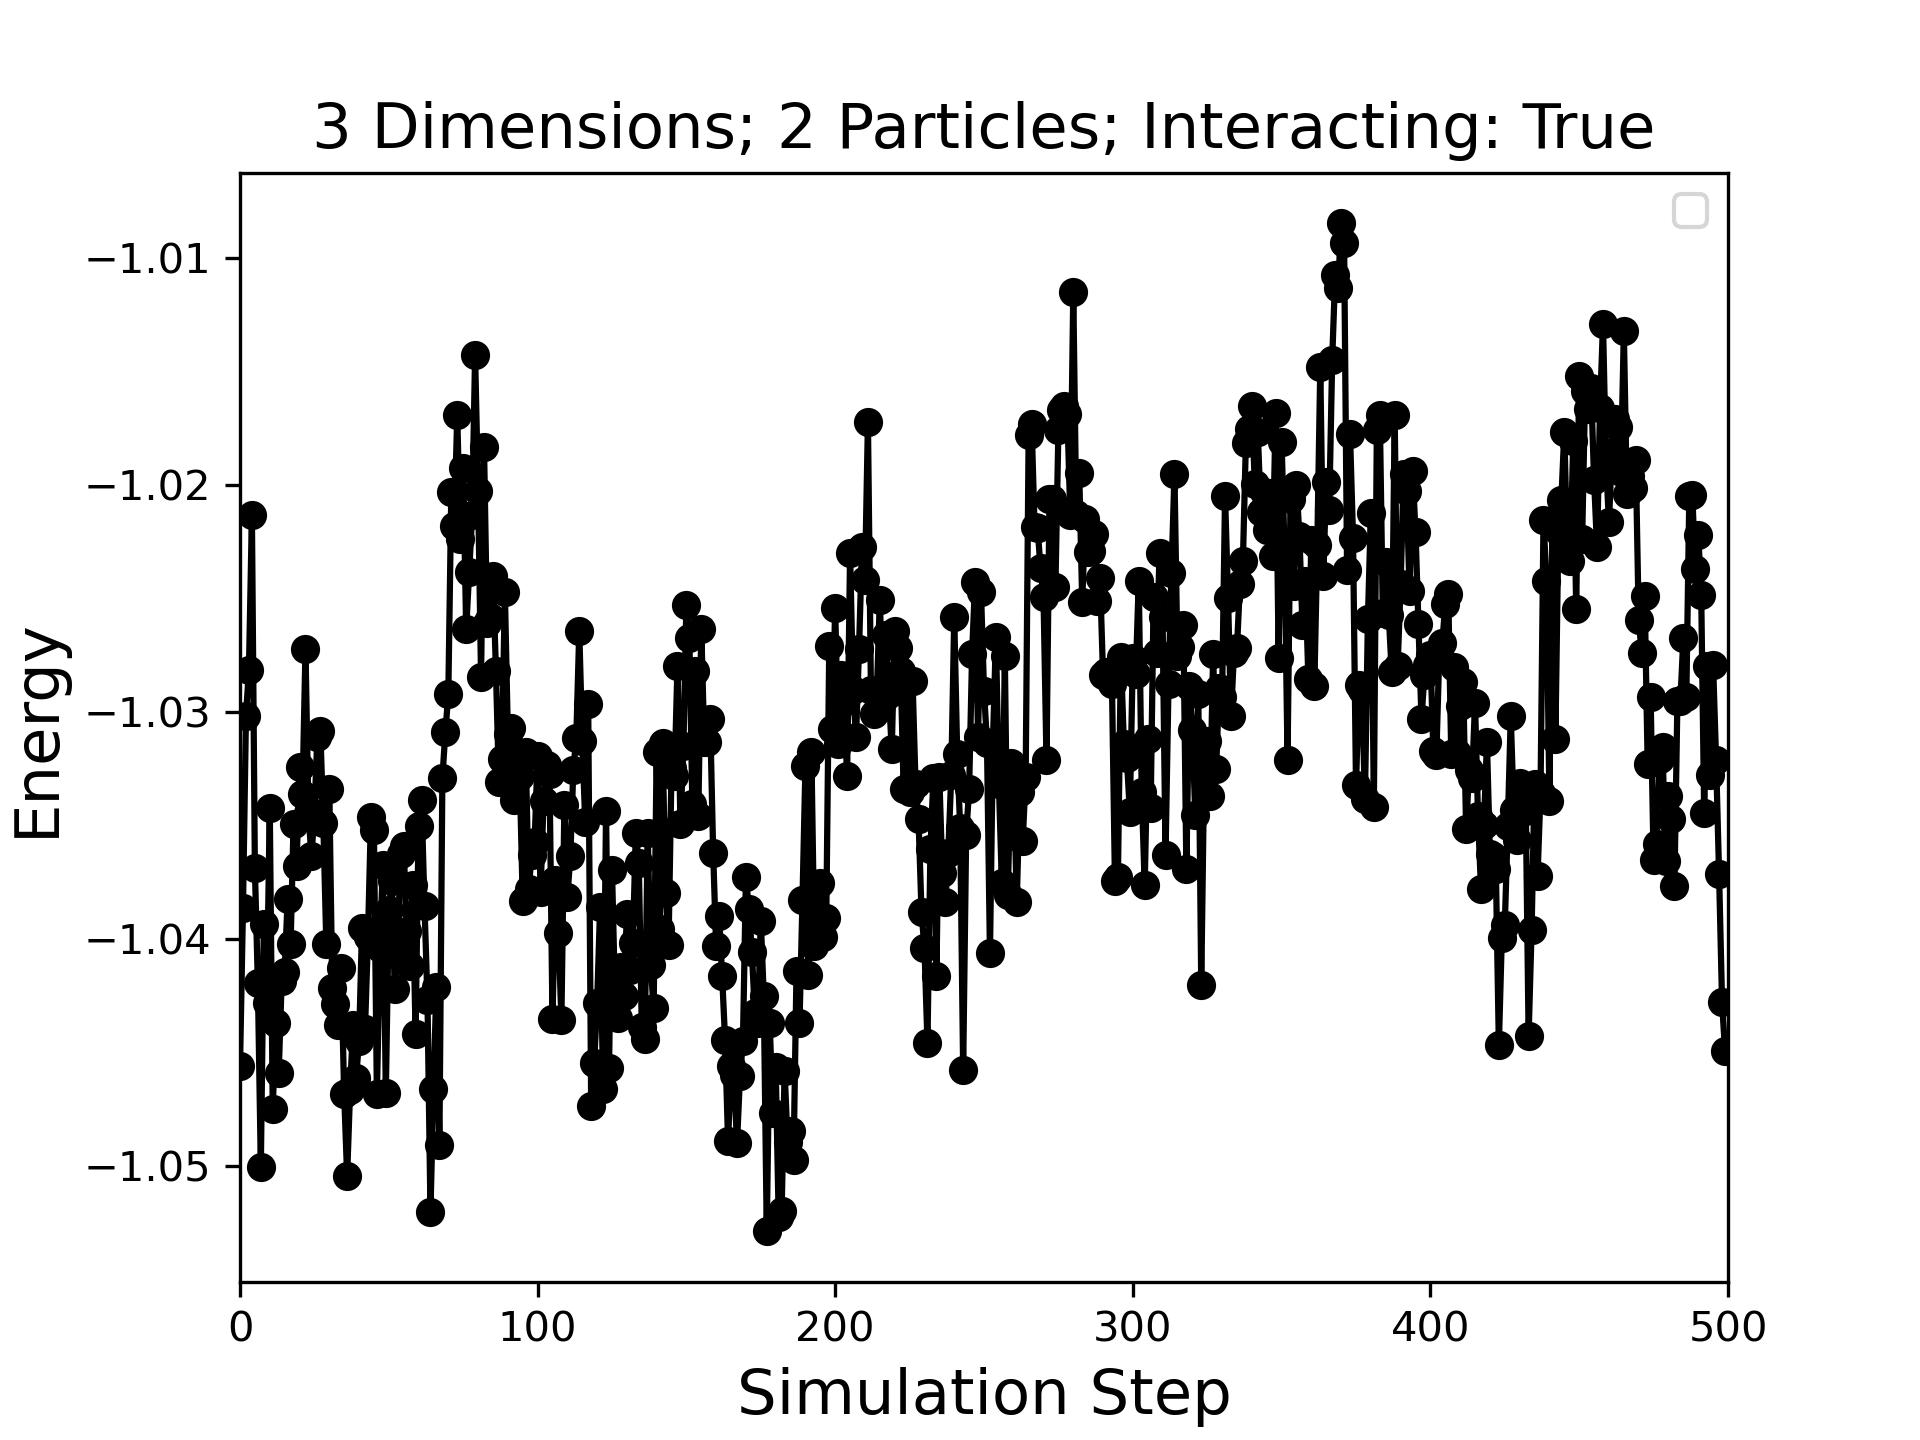 3 Dimensions; 2 Particles; Interacting: True
Energy
−1.01
−1.02
−1.03
−1.04
−1.05
0 100 200 300 400 500
Simulation Step